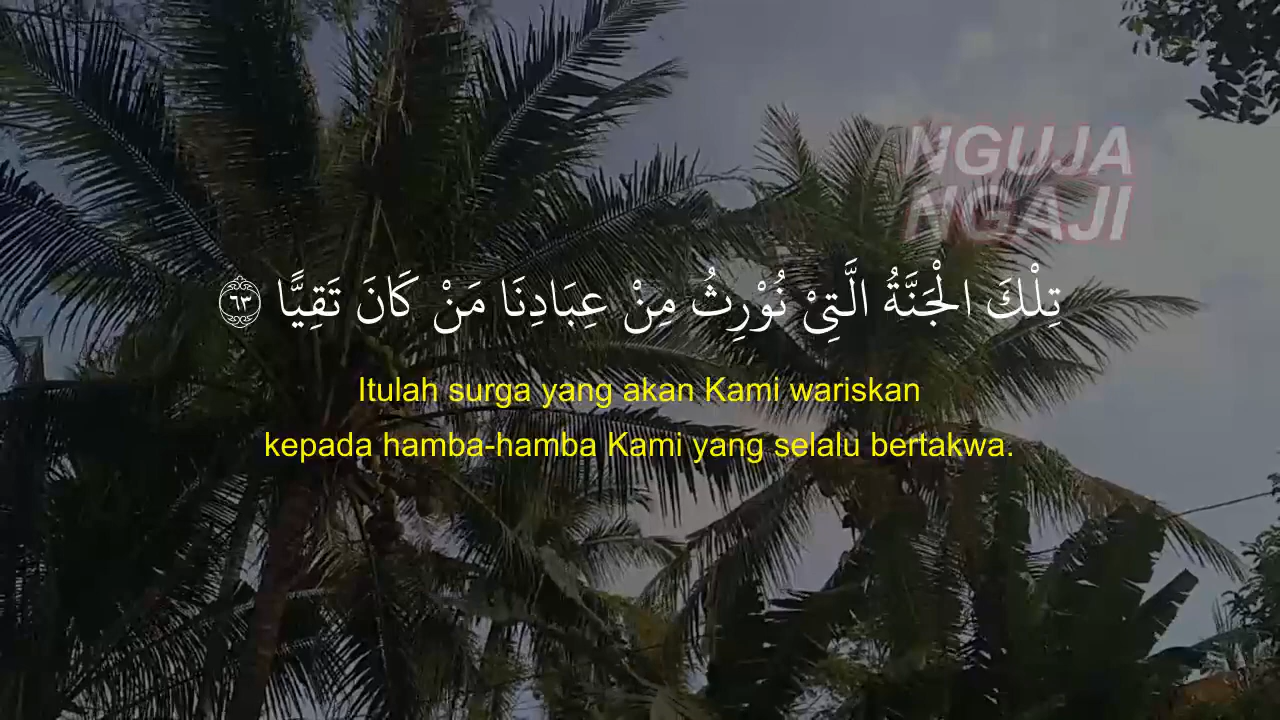 NGUJA
NGAJI
تِلْكَ الْجَنَّةُ الَّتِيْ نُوْرِثُ مِنْ عِبَادِنَا مَنْ كَانَ تَقِيًّا ٦٣
Itulah surga yang akan Kami wariskan
kepada hamba-hamba Kami yang selalu bertakwa.